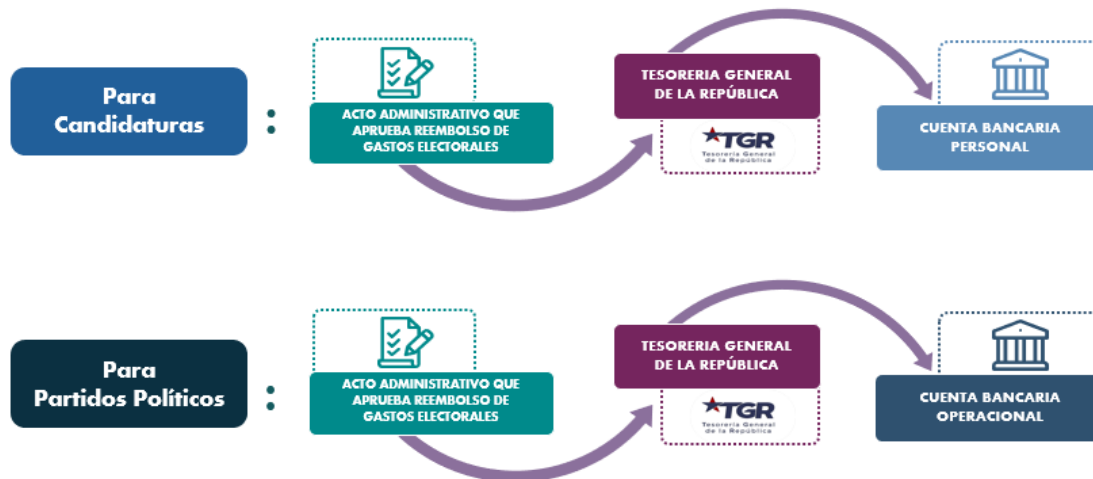 Para
Candidaturas
:
ACTO ADMINISTRATIVO QUE
APRUEBA REEMBOLSO DE
GASTOS ELECTORALES
TESORERIA GENERAL
DE LA REPÚBLICA
TGR
Tesorería General
de la República
CUENTA BANCARIA
PERSONAL
Para
Partidos Políticos
:
ACTO ADMINISTRATIVO QUE
APRUEBA REEMBOLSO DE
GASTOS ELECTORALES
TESORERIA GENERAL
DE LA REPÚBLICA
TGR
Tesorería General
de la República
CUENTA BANCARIA
OPERACIONAL